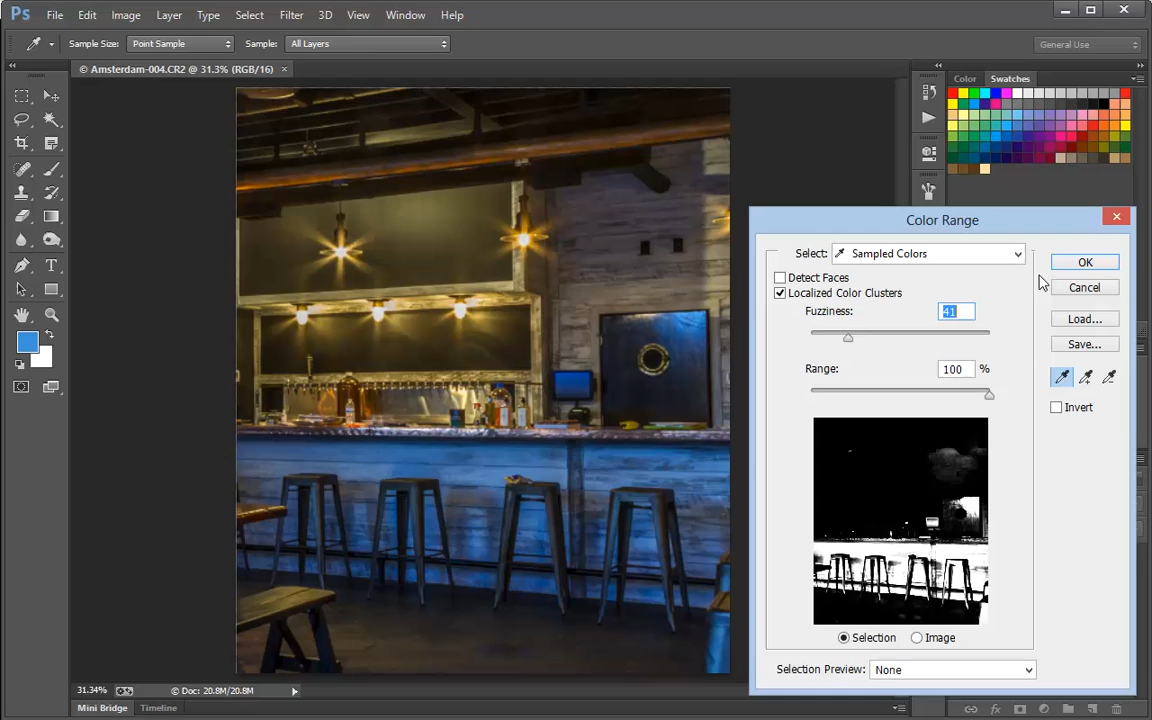 Ps File Edit Image Layer Type Select Filter 3D View Window Help
Sample Size: Point Sample Sample: All Layers General Use
© Amsterdam-004.CR2 @ 31.3% (RGB/16) ×
Color Swatches
Color Range
Select: Sampled Colors OK
Detect Faces
Cancel
Localized Color Clusters
Fuzziness: 41
Load...
Save...
Range: 100 %
Invert
Selection Image
Selection Preview: None
31.34% © Doc: 20.8M/20.8M
Mini Bridge Timeline
T
fx